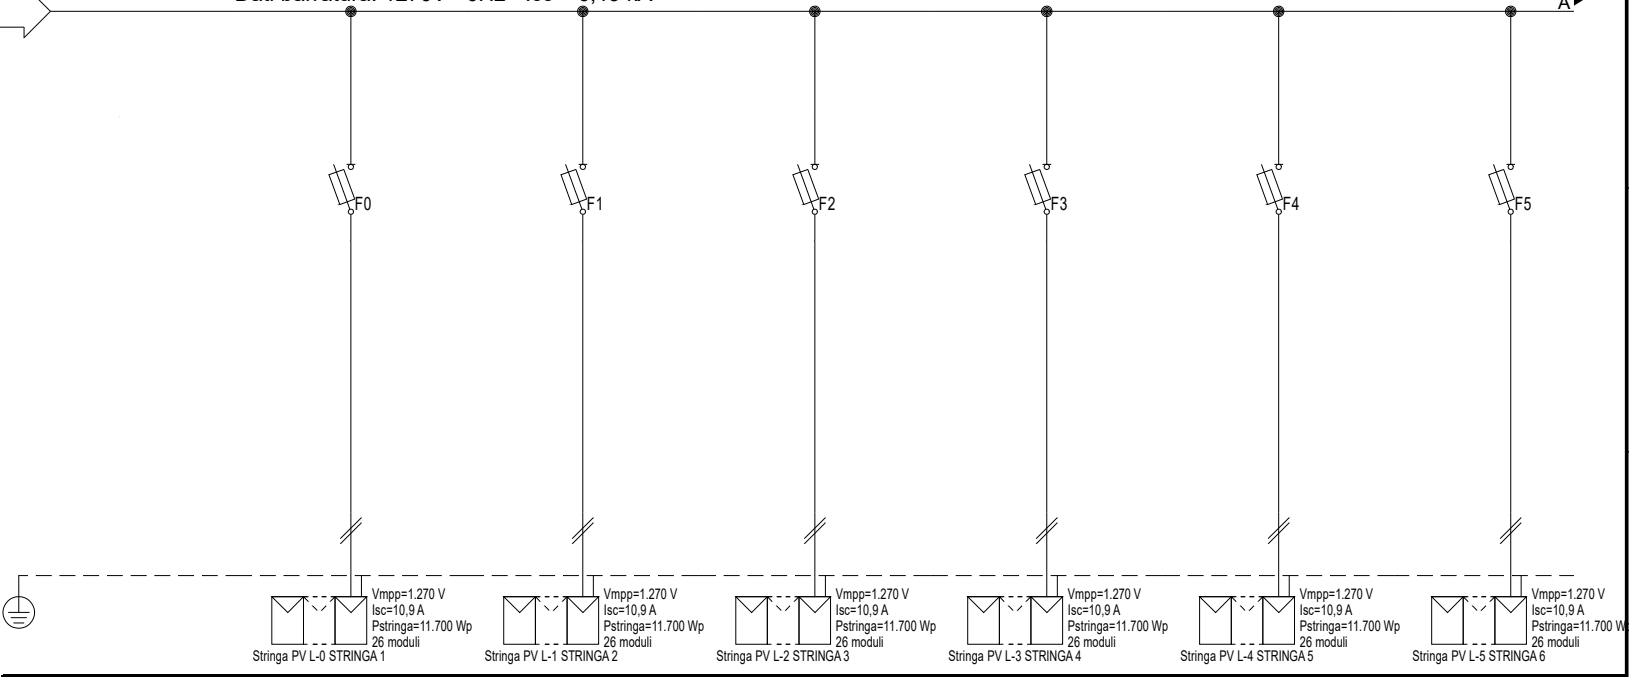 A
F0
F1
F2
F3
F4
F5
Vmpp=1.270 V
Isc=10,9 A
Pstringa=11.700 Wp
26 moduli
Stringa PV L-0 STRINGA 1
Vmpp=1.270 V
Isc=10,9 A
Pstringa=11.700 Wp
26 moduli
Stringa PV L-1 STRINGA 2
Vmpp=1.270 V
Isc=10,9 A
Pstringa=11.700 Wp
26 moduli
Stringa PV L-2 STRINGA 3
Vmpp=1.270 V
Isc=10,9 A
Pstringa=11.700 Wp
26 moduli
Stringa PV L-3 STRINGA 4
Vmpp=1.270 V
Isc=10,9 A
Pstringa=11.700 Wp
26 moduli
Stringa PV L-4 STRINGA 5
Vmpp=1.270 V
Isc=10,9 A
Pstringa=11.700 W
26 moduli
Stringa PV L-5 STRINGA 6